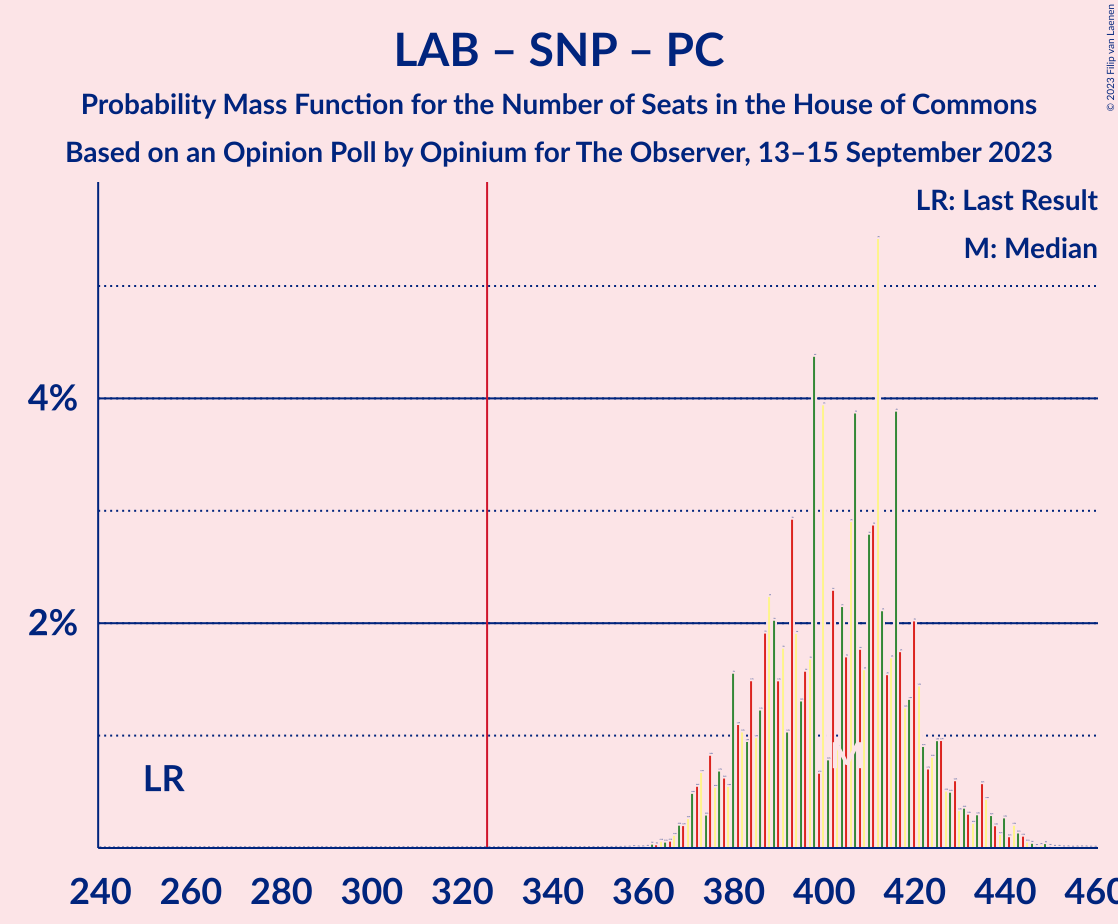 LAB – SNP – PC
Probability Mass Function for the Number of Seats in the House of Commons
Based on an Opinion Poll by Opinium for The Observer, 13–15 September 2023
© 2023 Filip van Laenen
LR: Last Result
M: Median
4%
2%
LR
M
240 260 280 300 320 340 360 380 400 420 440 460